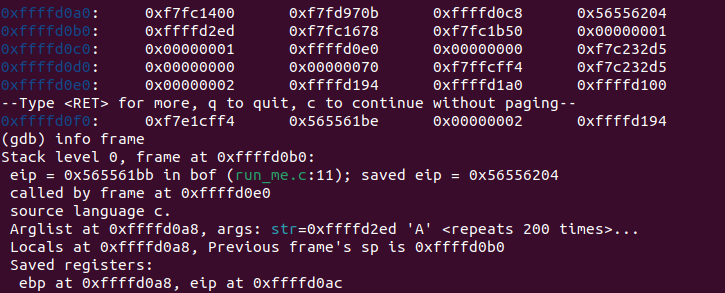 0xffffd0a0: 0xf7fc1400 0xf7fd970b 0xffffd0c8 0x56556204
0xffffd0b0: 0xffffd2ed 0xf7fc1678 0xf7fc1b50 0x00000001
0xffffd0c0: 0x00000001 0xffffd0e0 0x00000000 0xf7c232d5
0xffffd0d0: 0x00000000 0x00000070 0xf7ffcff4 0xf7c232d5
0xffffd0e0: 0x00000002 0xffffd194 0xffffd1a0 0xffffd100
--Type <RET> for more, q to quit, c to continue without paging--
0xffffd0f0: 0xf7e1cff4 0x565561be 0x00000002 0xffffd194
(gdb) info frame
Stack level 0, frame at 0xffffd0b0:
eip = 0x565561bb in bof (run_me.c:11); saved eip = 0x56556204
called by frame at 0xffffd0e0
source language c.
Arglist at 0xffffd0a8, args: str=0xffffd2ed 'A' <repeats 200 times>...
Locals at 0xffffd0a8, Previous frame's sp is 0xffffd0b0
Saved registers:
ebp at 0xffffd0a8, eip at 0xffffd0ac